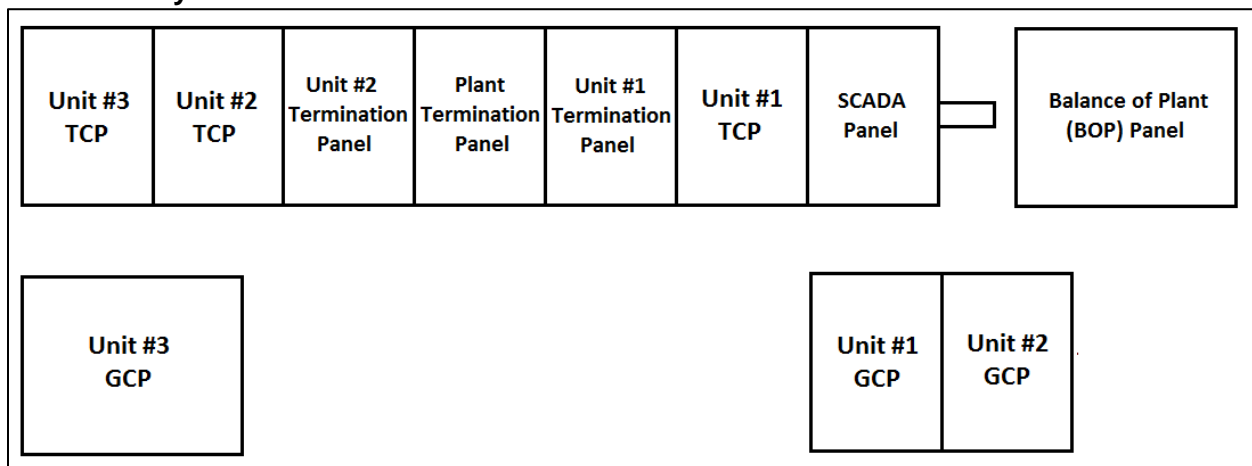 Unit #3
TCP
Unit #2
TCP
Unit #2
Termination
Panel
Plant
Termination
Panel
Unit #1
Termination
Panel
Unit #1
TCP
SCADA
Panel
Balance of Plant
(BOP) Panel
Unit #3
GCP
Unit #1
GCP
Unit #2
GCP